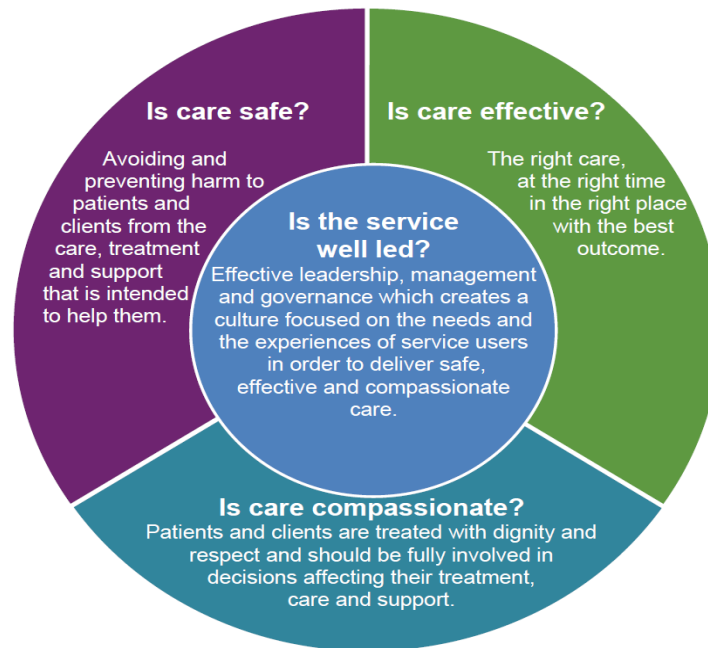 Is care safe?
Avoiding and
preventing harm to
patients and
clients from the
care, treatment
and support
that is intended
to help them.
Is care effective?
The right care,
at the right time
in the right place
with the best
outcome.
Is the service
well led?
Effective leadership, management
and governance which creates a
culture focused on the needs and
the experiences of service users
in order to deliver safe,
effective and compassionate
care.
Is care compassionate?
Patients and clients are treated with dignity and
respect and should be fully involved in
decisions affecting their treatment,
care and support.